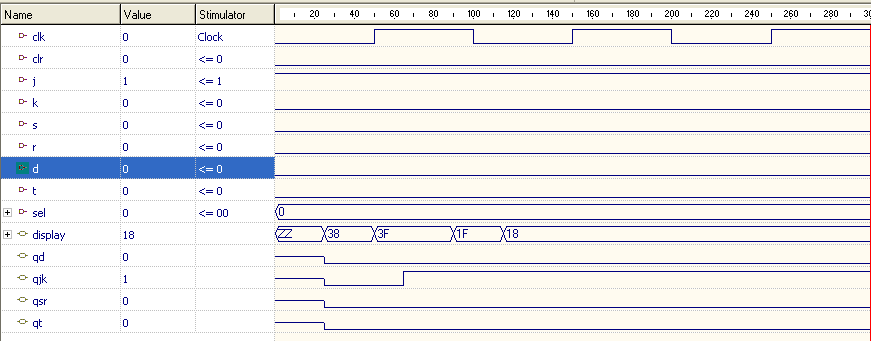 Name Value Stimulator 20 40 60 80 100 120 140 160 180 200 220 240 260 280 30
clk 0 Clock
clr 0 <= 0
j 1 <= 1
k 0 <= 0
s 0 <= 0
r 0 <= 0
d 0 <= 0
t 0 <= 0
sel 0 <= 00 0
display 18 ZZ 38 3F 1F 18
qd 0
qjk 1
qsr 0
qt 0